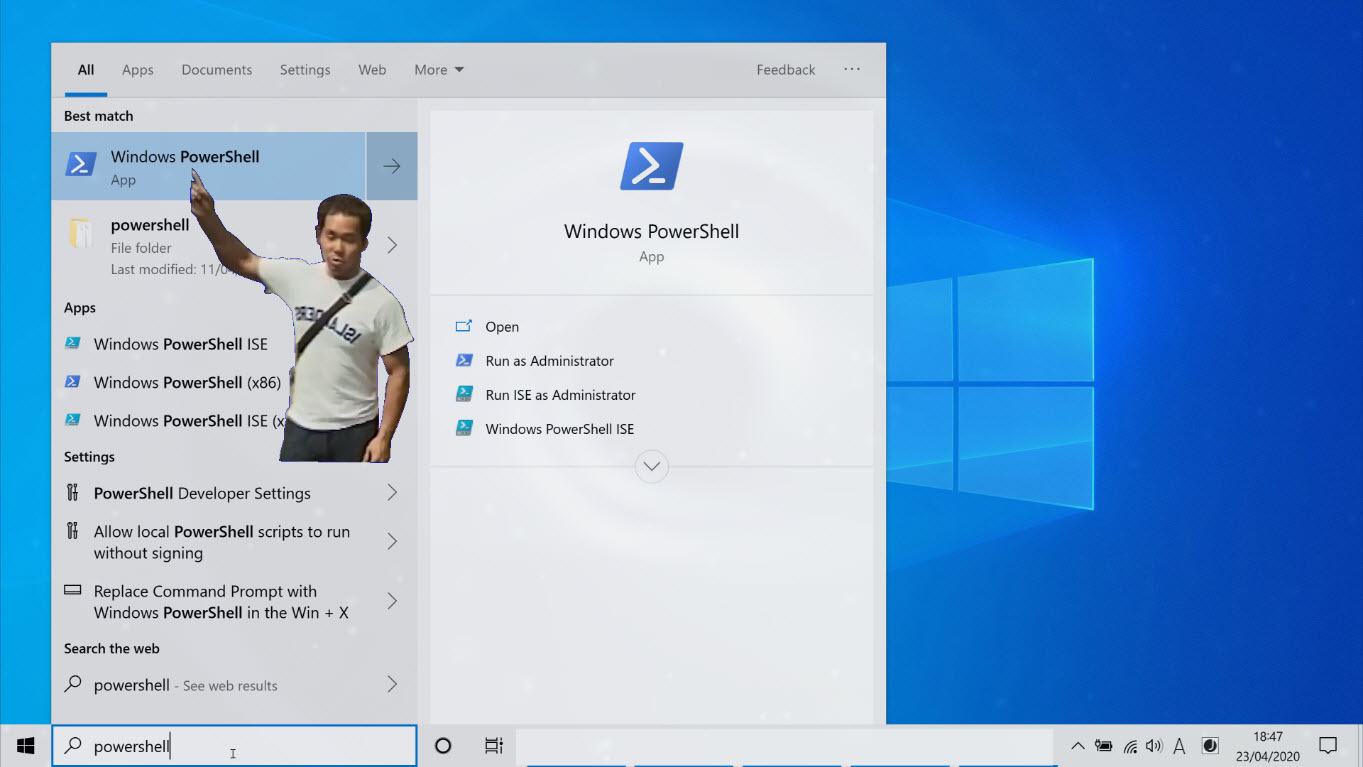 All Apps Documents Settings Web More Feedback ...
Best match
Windows PowerShell
App
powershell
File folder
Last modified: 11/0
Apps
Windows PowerShell ISE
Windows PowerShell (x86)
Windows PowerShell ISE (x
Settings
PowerShell Developer Settings
Allow local PowerShell scripts to run
without signing
Replace Command Prompt with
Windows PowerShell in the Win + X
Search the web
powershell - See web results
Windows PowerShell
App
Open
Run as Administrator
Run ISE as Administrator
Windows PowerShell ISE
ISLANDERS
powershell
A
18:47
23/04/2020